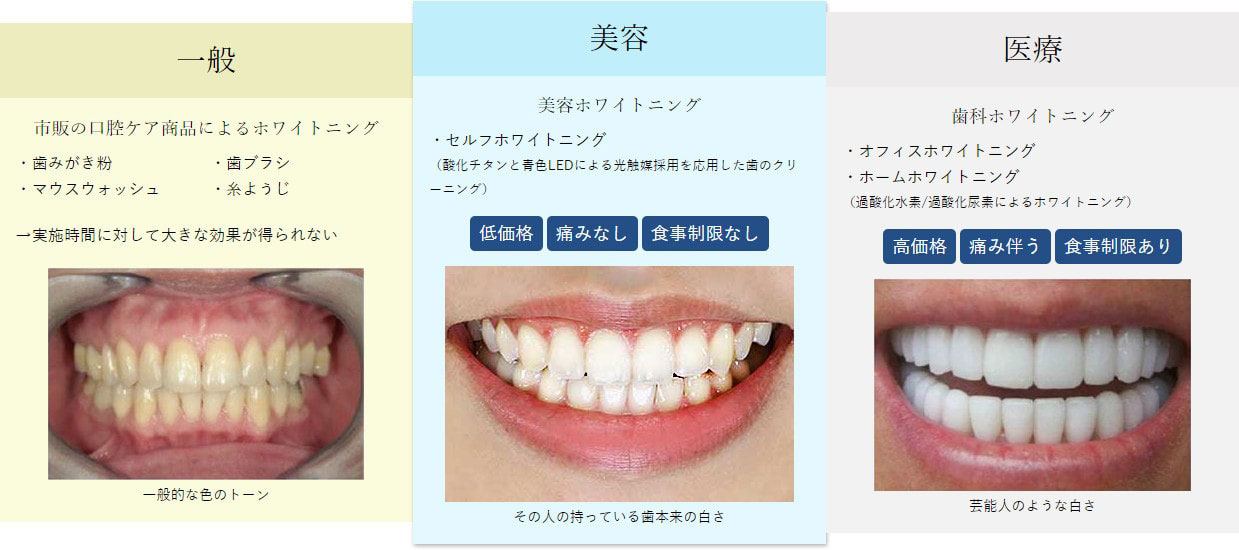 一般
市販の口腔ケア商品によるホワイトニング
・歯みがき粉 ・歯ブラシ
・マウスウォッシュ ・糸ようじ
→実施時間に対して大きな効果が得られない
一般的な色のトーン
美容
美容ホワイトニング
・セルフホワイトニング
（酸化チタンと青色LEDによる光触媒採用を応用した歯のクリ
ーニング）
低価格 痛みなし 食事制限なし
その人の持っている歯本来の白さ
医療
歯科ホワイトニング
・オフィスホワイトニング
・ホームホワイトニング
（過酸化水素/過酸化尿素によるホワイトニング）
高価格 痛み伴う 食事制限あり
芸能人のような白さ